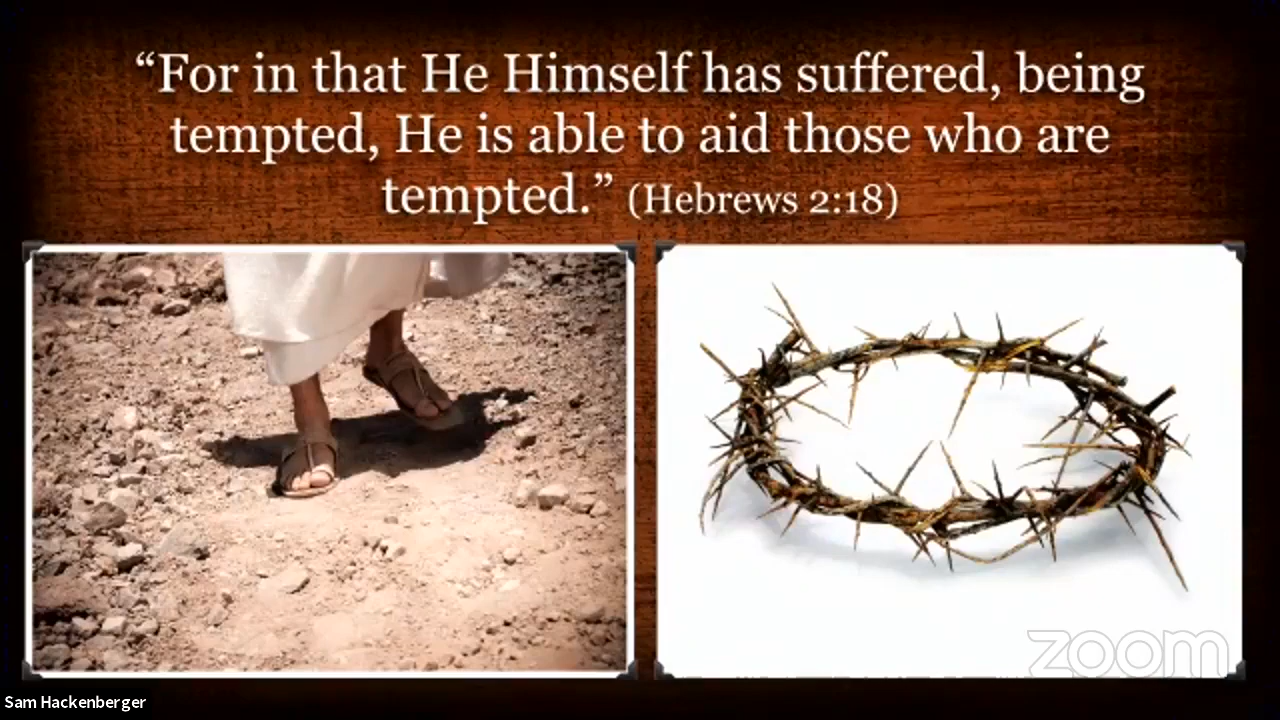 “For in that He Himself has suffered, being
tempted, He is able to aid those who are
tempted.” (Hebrews 2:18)
zoom
Sam Hackenberger